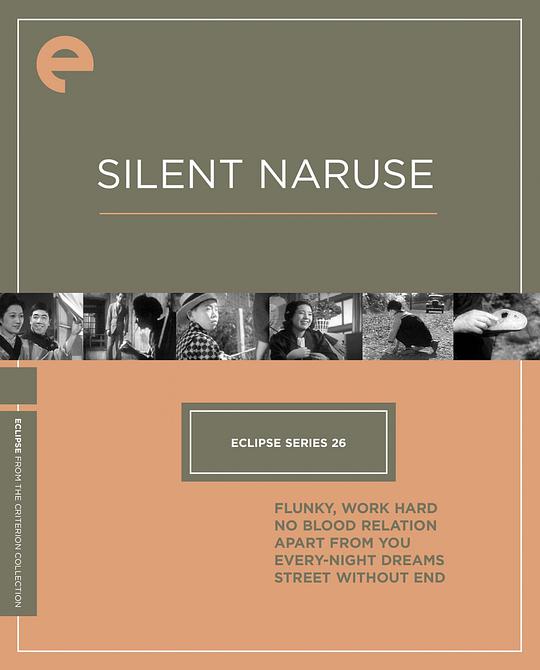 e
SILENT NARUSE
ECLIPSE SERIES 26
FLUNKY, WORK HARD
NO BLOOD RELATION
APART FROM YOU
EVERY-NIGHT DREAMS
STREET WITHOUT END
ECLIPSE FROM THE CRITERION COLLECTION